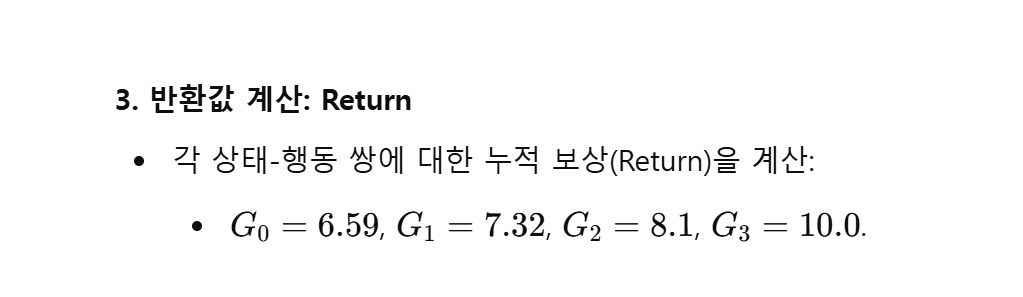 3. 반환값 계산: Return
• 각 상태-행동 쌍에 대한 누적 보상(Return)을 계산:
• G₀ = 6.59, G₁ = 7.32, G₂ = 8.1, G₃ = 10.0.